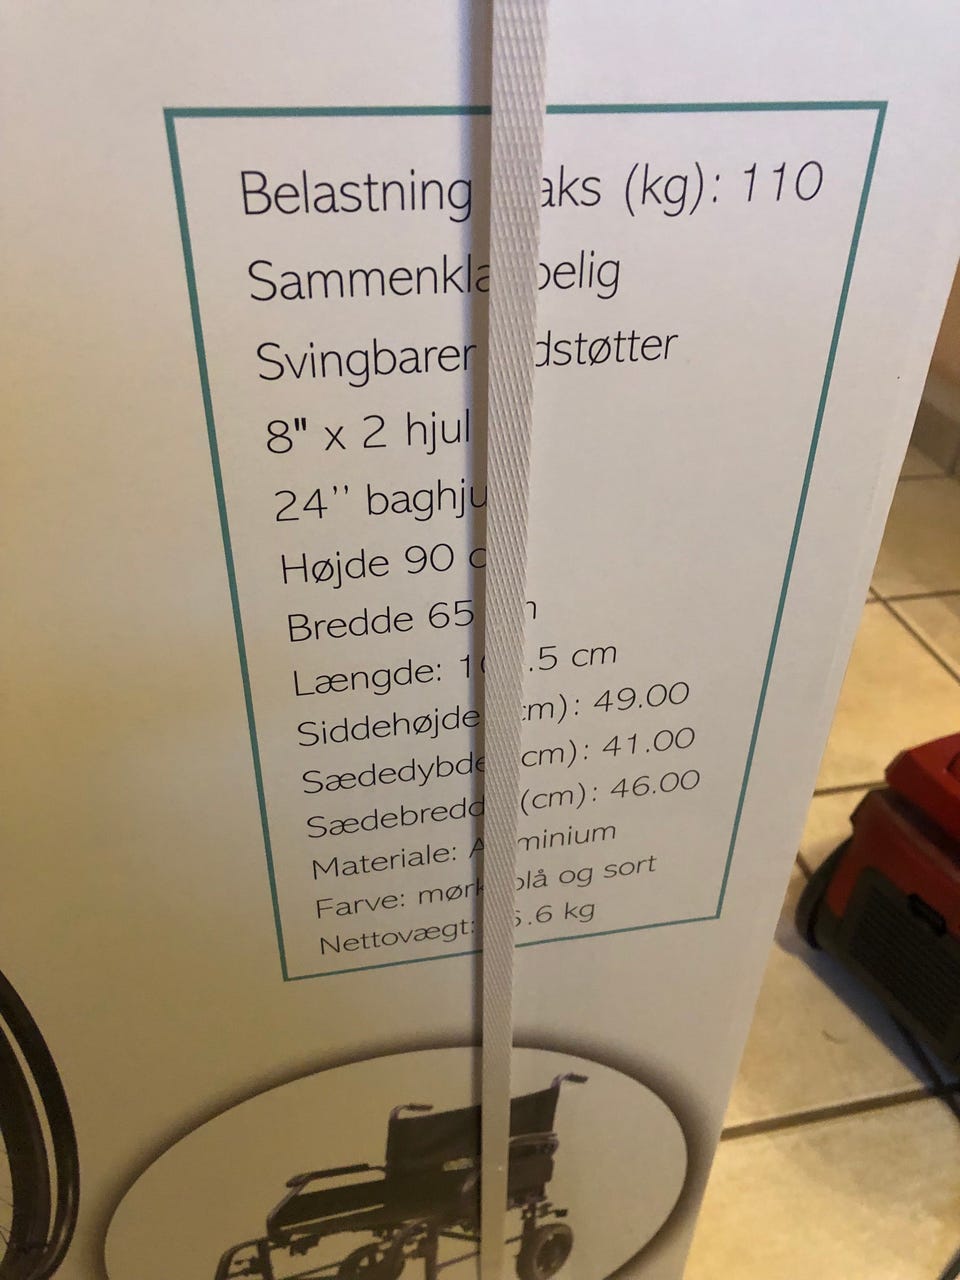 Belastning aks (kg): 110
Sammenkla belig
Svingbare dstøtter
8" x 2 hjul
24'' baghju
Højde 90 c
Bredde 65
Længde: .5 cm
Siddehøjde cm): 49.00
Sædedybde cm): 41.00
Sædebredd (cm): 46.00
Materiale: A minium
Farve: mørk blå og sort
Nettovægt: .6 kg